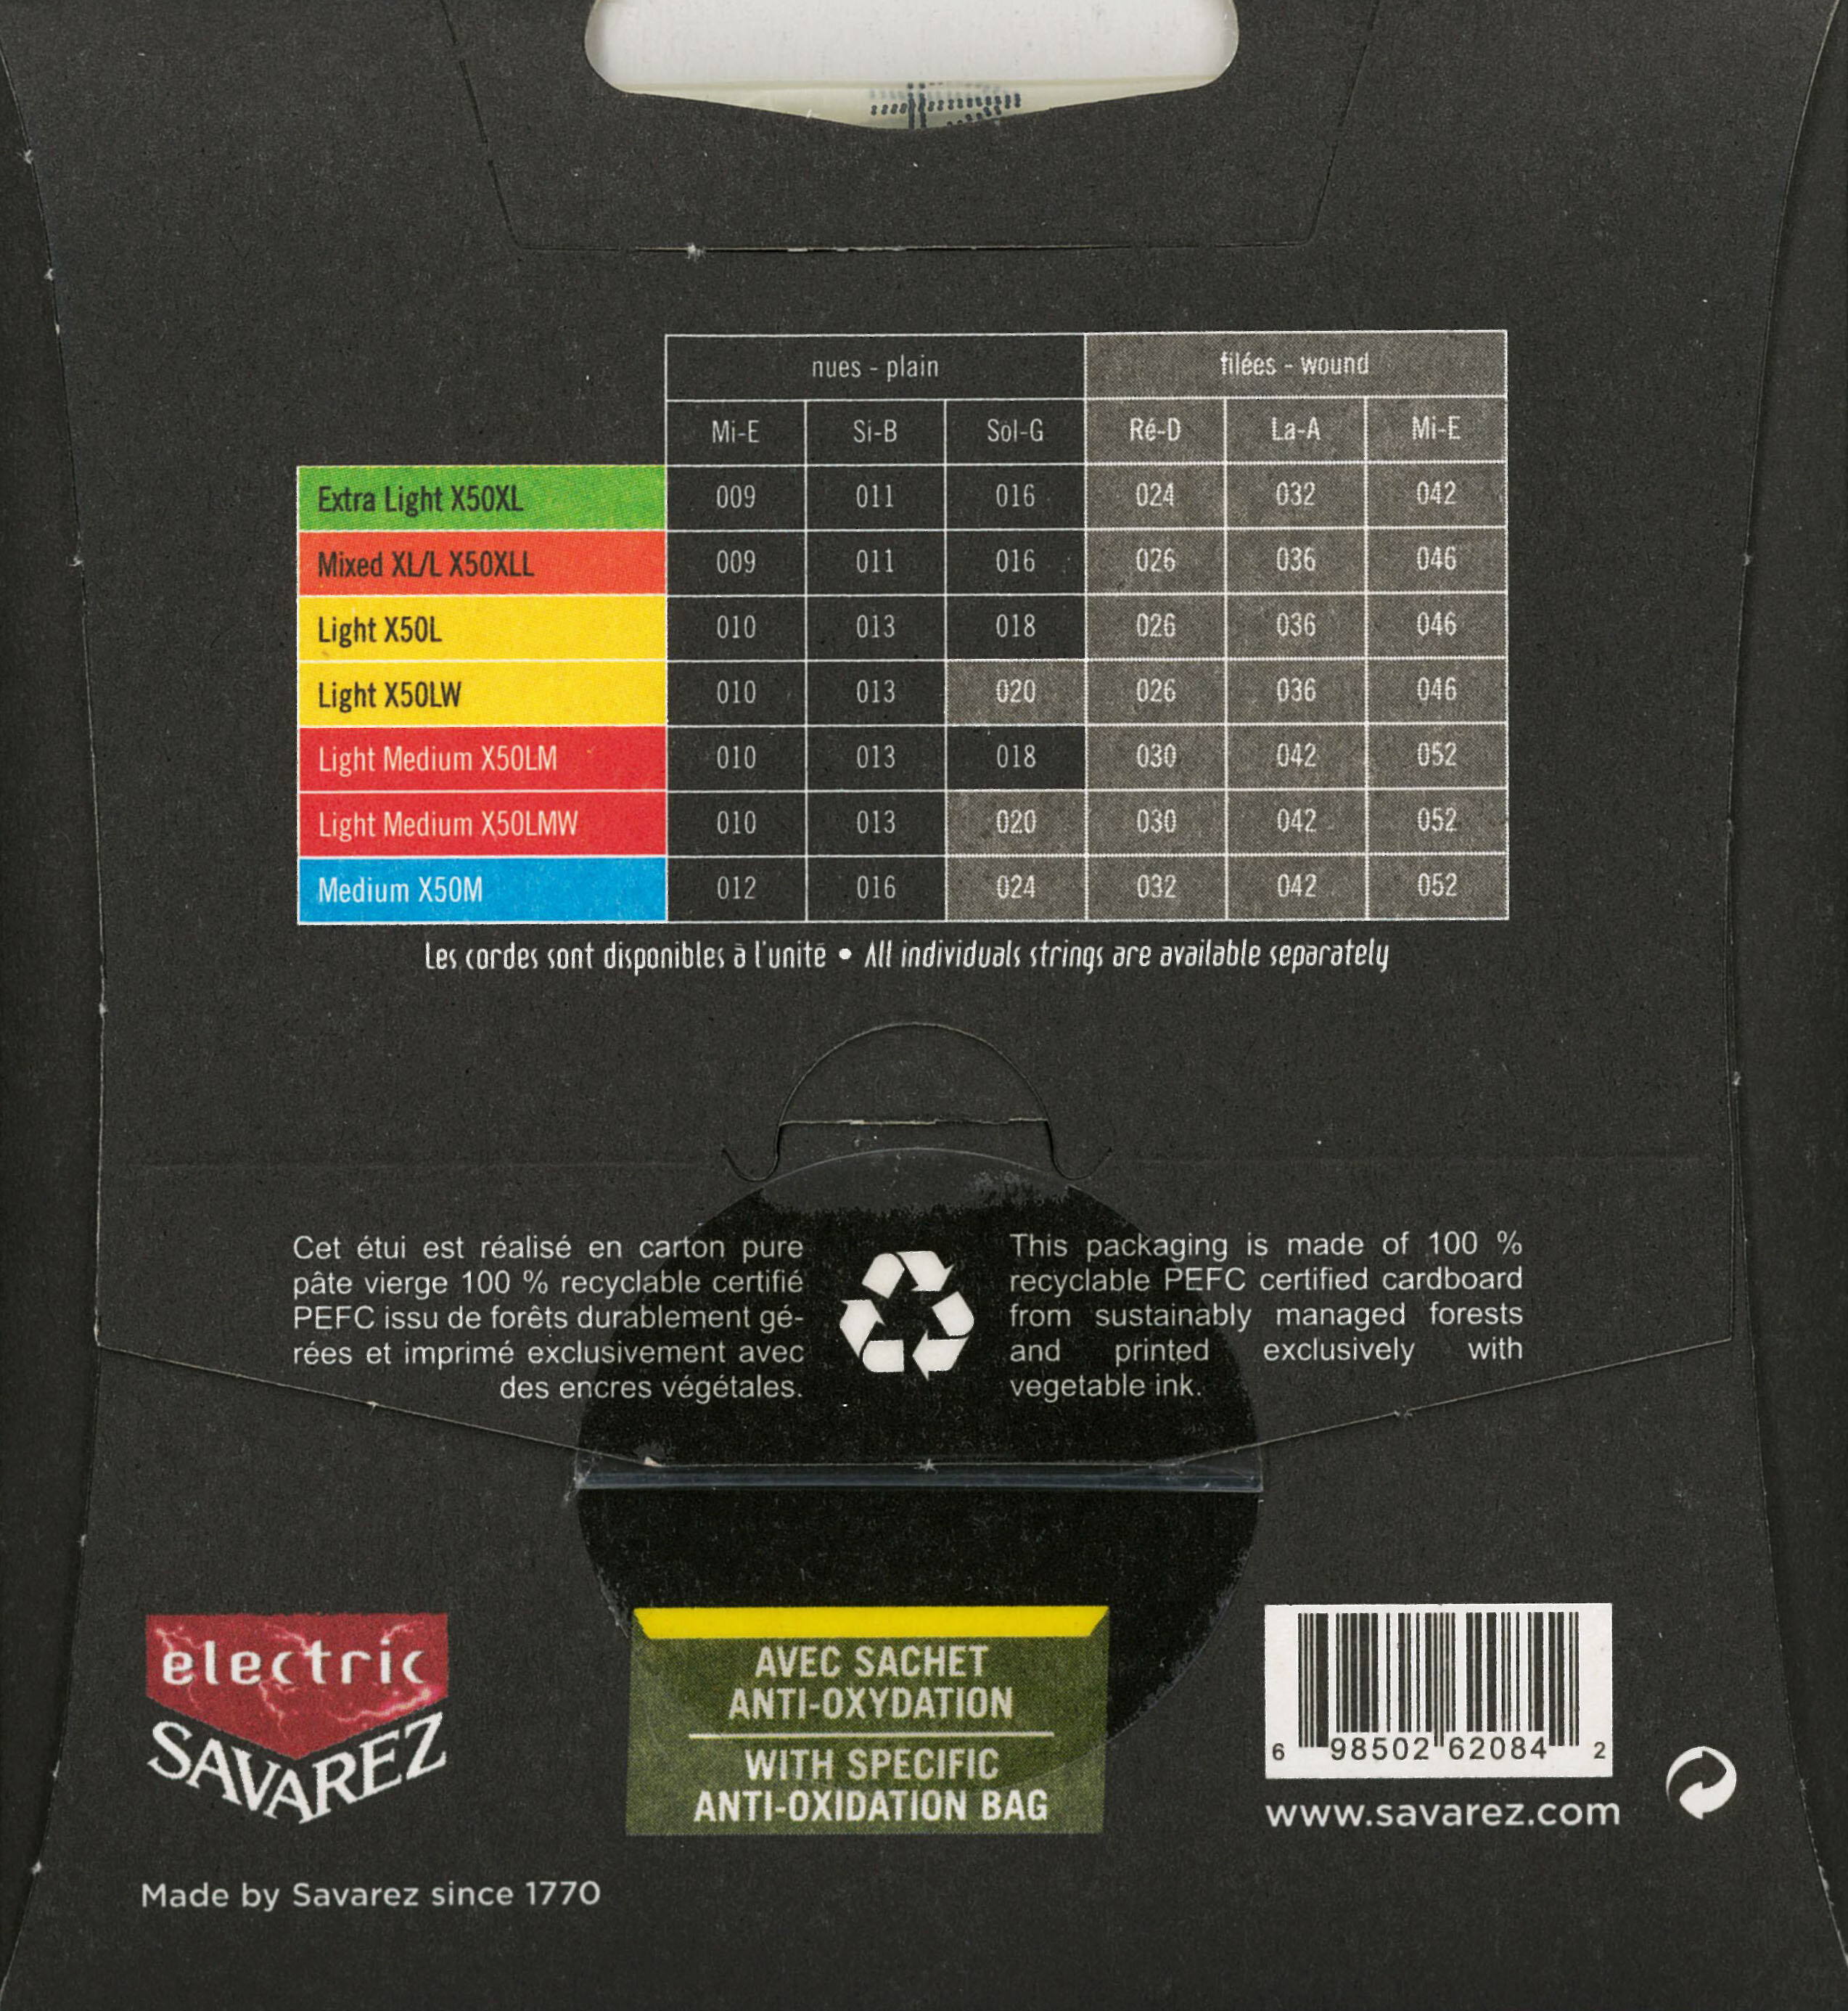 nues - plain filées - wound
Mi-E Si-B Sol-G Ré-D La-A Mi-E
Extra Light X50XL 009 011 016 024 032 042
Mixed XL/L X50XLL 009 011 016 026 036 046
Light X50L 010 013 018 026 036 046
Light X50LW 010 013 020 026 036 046
Light Medium X50LM 010 013 018 030 042 052
Light Medium X50LMW 010 013 020 030 042 052
Medium X50M 012 016 024 032 042 052
Les cordes sont disponibles à l'unité • All individuals strings are available separately
Cet étui est réalisé en carton pure
pâte vierge 100 % recyclable certifié
PEFC issu de forêts durablement gé-
rées et imprimé exclusivement avec
des encres végétales.
This packaging is made of 100 %
recyclable PEFC certified cardboard
from sustainably managed forests
and printed exclusively with
vegetable ink.
electric
SAVAREZ
Made by Savarez since 1770
AVEC SACHET
ANTI-OXYDATION
WITH SPECIFIC
ANTI-OXIDATION BAG
6 98502 62084 2
www.savarez.com